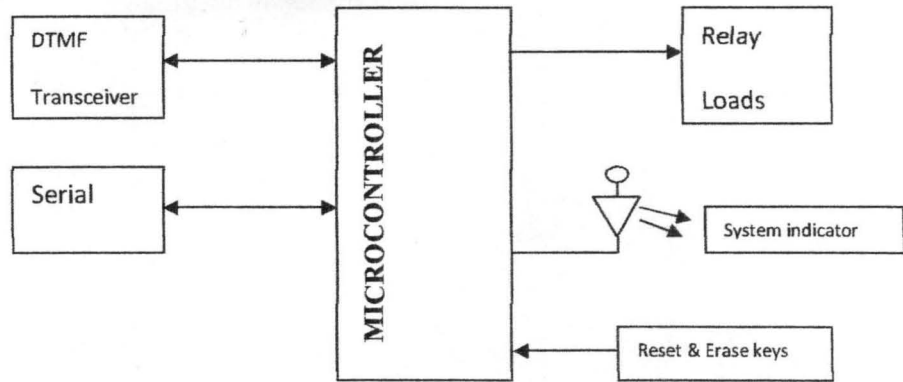 DTMF
Transceiver
Serial
MICROCONTROLLER
Relay
Loads
System indicator
Reset & Erase keys